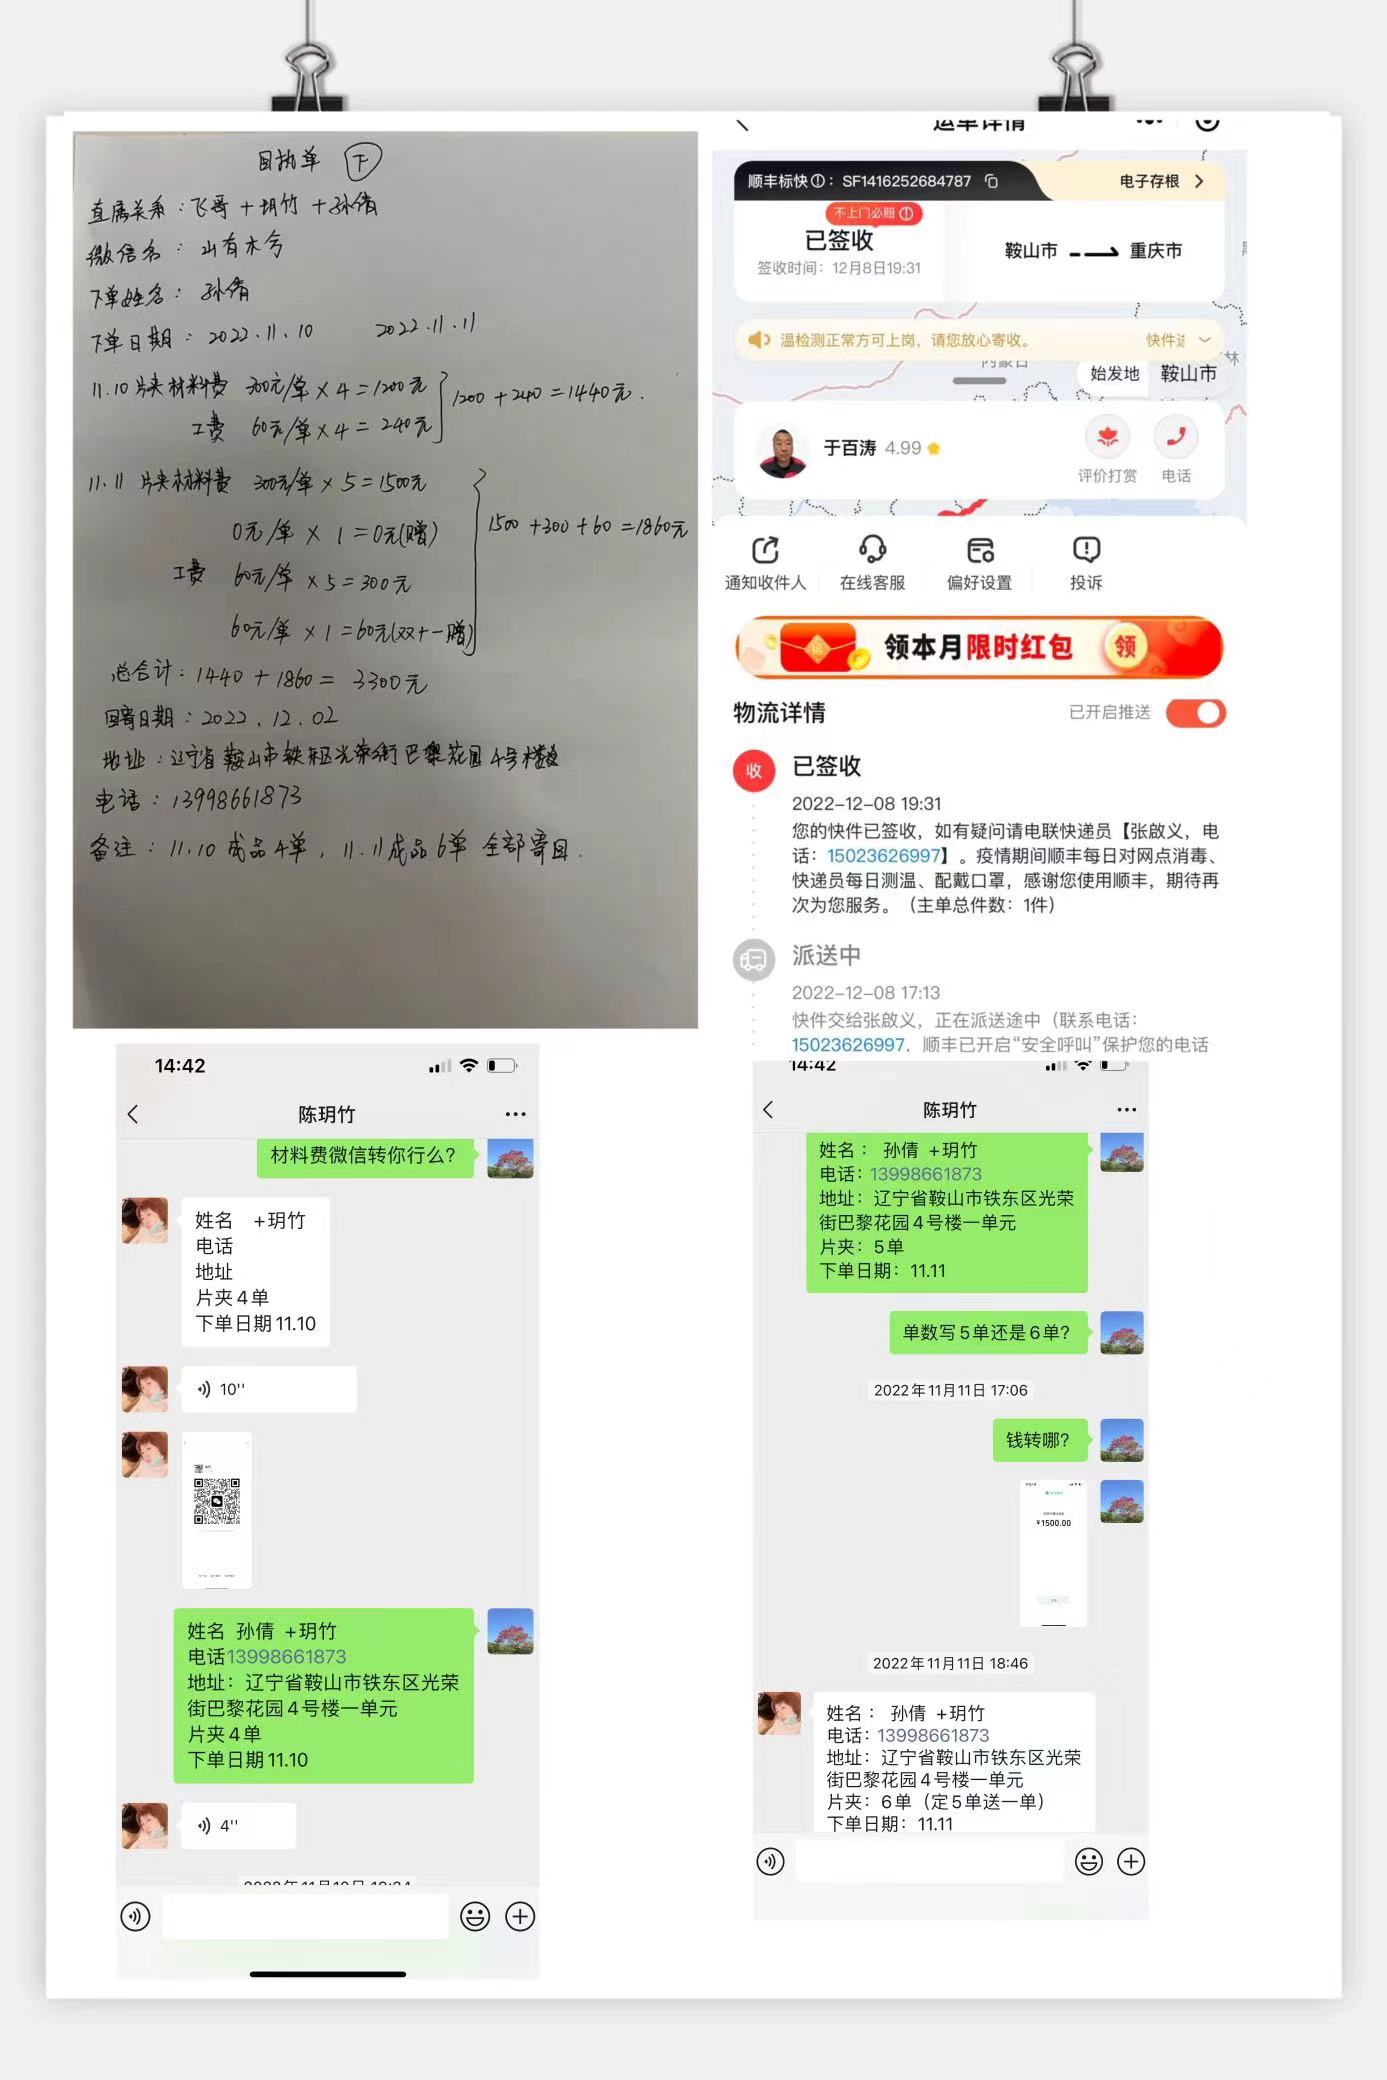 回执单 下
直属关系：飞哥＋玥竹＋孙倩
微信名：山有木兮
下单姓名：孙倩
下单日期：2022.11.10 2022.11.11
11.10 片夹材料费 300元/单×4=1200元
工费 60元/单×4=240元
1200+240=1440元.
11.11 片夹材料费 300元/单×5=1500元
0元/单×1=0元(赠)
工费 60元/单×5=300元
60元/单×1=60元(双十一赠)
1500+300+60=1860元
总合计：1440+1860= 3300元
回寄日期：2022.12.02
地址：辽宁省鞍山市铁东区光荣街巴黎花园4号楼
电话：13998661873
备注：11.10成品4单，11.11成品6单 全部寄回.
运单详情
顺丰标快：SF1416252684787
电子存根
不上门必赔
已签收
签收时间：12月8日19:31
鞍山市
重庆市
温检测正常方可上岗，请您放心寄收。
快件
内蒙古
林
始发地 鞍山市
于百涛 4.99
评价打赏
电话
通知收件人
在线客服
偏好设置
投诉
福
领本月限时红包
领
物流详情
已开启推送
收
已签收
2022-12-08 19:31
您的快件已签收，如有疑问请电联快递员【张啟义，电
话：15023626997】。疫情期间顺丰每日对网点消毒、
快递员每日测温、配戴口罩，感谢您使用顺丰，期待再
次为您服务。（主单总件数：1件）
派送中
2022-12-08 17:13
快件交给张啟义，正在派送途中（联系电话：
15023626997，顺丰已开启“安全呼叫”保护您的电话
14:42
陈玥竹
材料费微信转你行么?
姓名 +玥竹
电话
地址
片夹4单
下单日期11.10
10''
姓名 孙倩 +玥竹
电话13998661873
地址：辽宁省鞍山市铁东区光荣
街巴黎花园4号楼一单元
片夹4单
下单日期11.10
4''
14:42
陈玥竹
姓名： 孙倩 +玥竹
电话：13998661873
地址：辽宁省鞍山市铁东区光荣
街巴黎花园4号楼一单元
片夹：5单
下单日期：11.11
单数写5单还是6单?
2022年11月11日 17:06
钱转哪?
¥1500.00
2022年11月11日 18:46
姓名： 孙倩 +玥竹
电话：13998661873
地址：辽宁省鞍山市铁东区光荣
街巴黎花园4号楼一单元
片夹：6单（定5单送一单）
下单日期：11.11